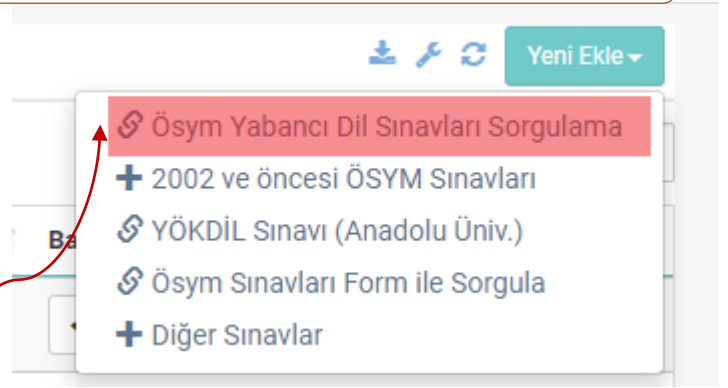 Yeni Ekle
Ösym Yabancı Dil Sınavları Sorgulama
2002 ve öncesi ÖSYM Sınavları
YÖKDİL Sınavı (Anadolu Üniv.)
Ösym Sınavları Form ile Sorgula
Diğer Sınavlar